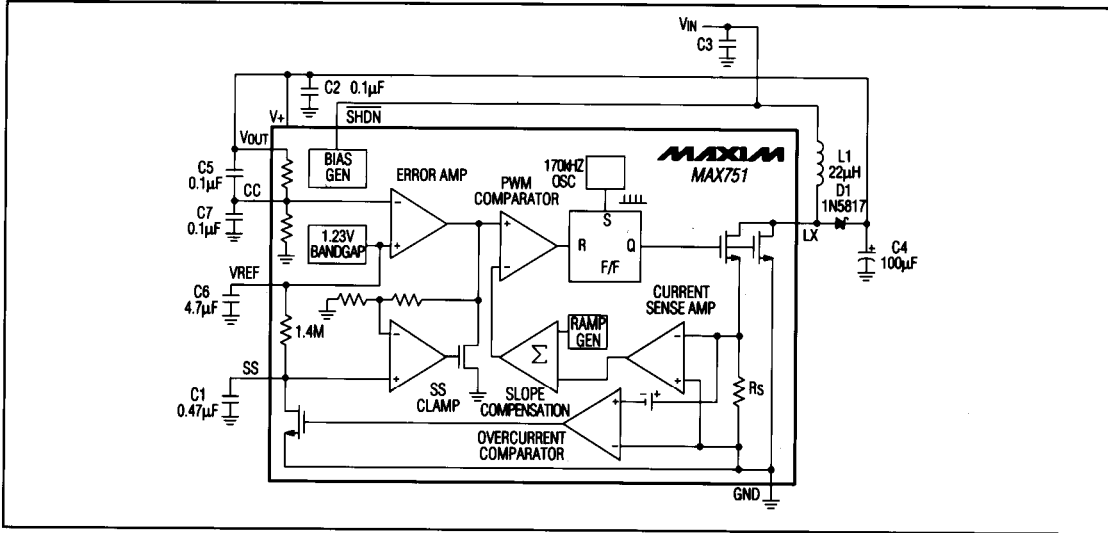 VIN
C3
C2 0.1µF
V+
SHDN
VOUT
C5
0.1µF
CC
C7
0.1µF
BIAS
GEN
ERROR AMP
170kHZ
OSC
MAXIM
MAX751
L1
22µH
D1
1N5817
PWM
COMPARATOR
1.23V
BANDGAP
S
R
Q
F/F
LX
C4
100µF
VREF
C6
4.7µF
1.4M
CURRENT
SENSE AMP
RAMP
GEN
Σ
SS
C1
0.47µF
SS
CLAMP
SLOPE
COMPENSATION
RS
OVERCURRENT
COMPARATOR
GND